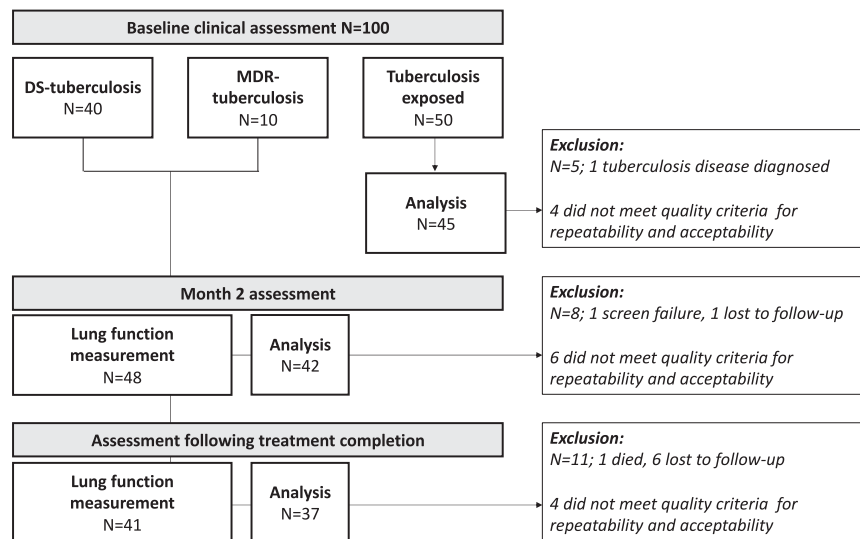 Baseline clinical assessment N=100
DS-tuberculosis
N=40
MDR-
tuberculosis
N=10
Tuberculosis
exposed
N=50
Analysis
N=45
Exclusion:
N=5; 1 tuberculosis disease diagnosed
4 did not meet quality criteria for
repeatability and acceptability
Month 2 assessment
Lung function
measurement
N=48
Analysis
N=42
Exclusion:
N=8; 1 screen failure, 1 lost to follow-up
6 did not meet quality criteria for
repeatability and acceptability
Assessment following treatment completion
Lung function
measurement
N=41
Analysis
N=37
Exclusion:
N=11; 1 died, 6 lost to follow-up
4 did not meet quality criteria for
repeatability and acceptability